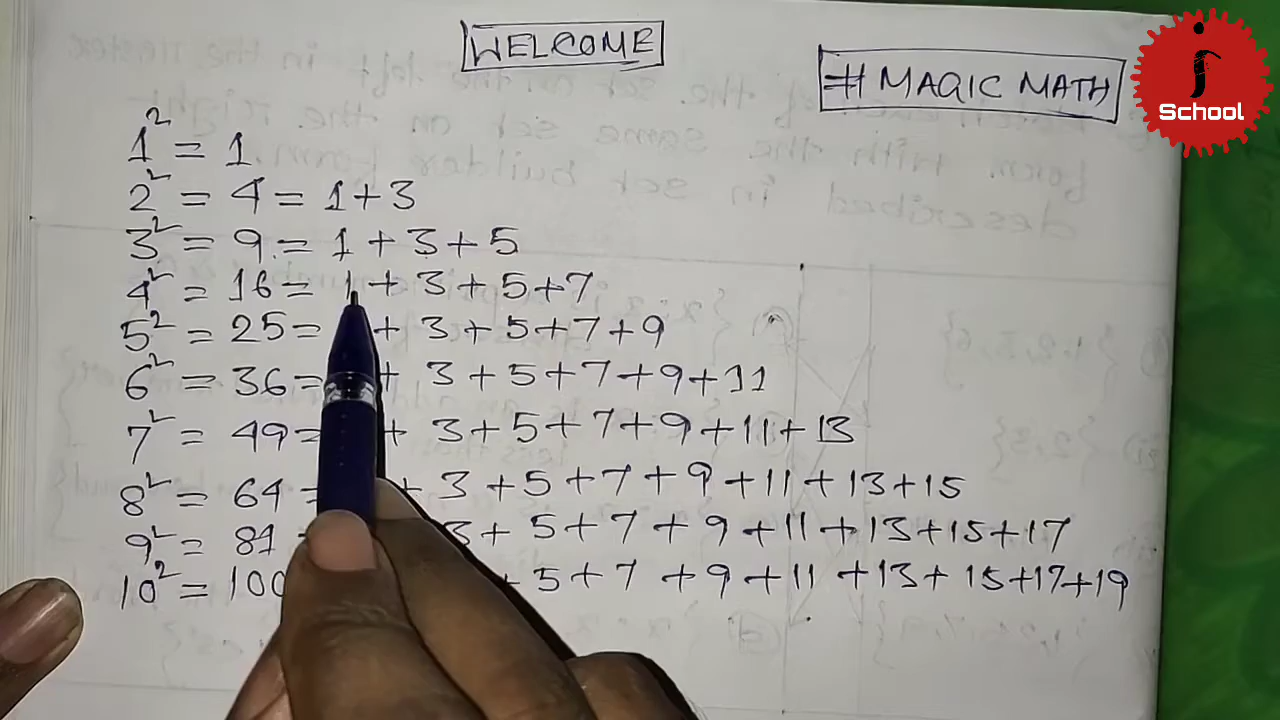 WELCOME
# MAGIC MATH
School
1² = 1
2² = 4 = 1+3
3² = 9 = 1 + 3 + 5
4² = 16 = 1 + 3 + 5 + 7
5² = 25 = + 3 + 5 + 7 + 9
6² = 36 = + 3 + 5 + 7 + 9 + 11
7² = 49 = + 3 + 5 + 7 + 9 + 11 + 13
8² = 64 = + 3 + 5 + 7 + 9 + 11 + 13 + 15
9² = 81 = 3 + 5 + 7 + 9 + 11 + 13 + 15 + 17
10² = 100 + 5 + 7 + 9 + 11 + 13 + 15 + 17 + 19